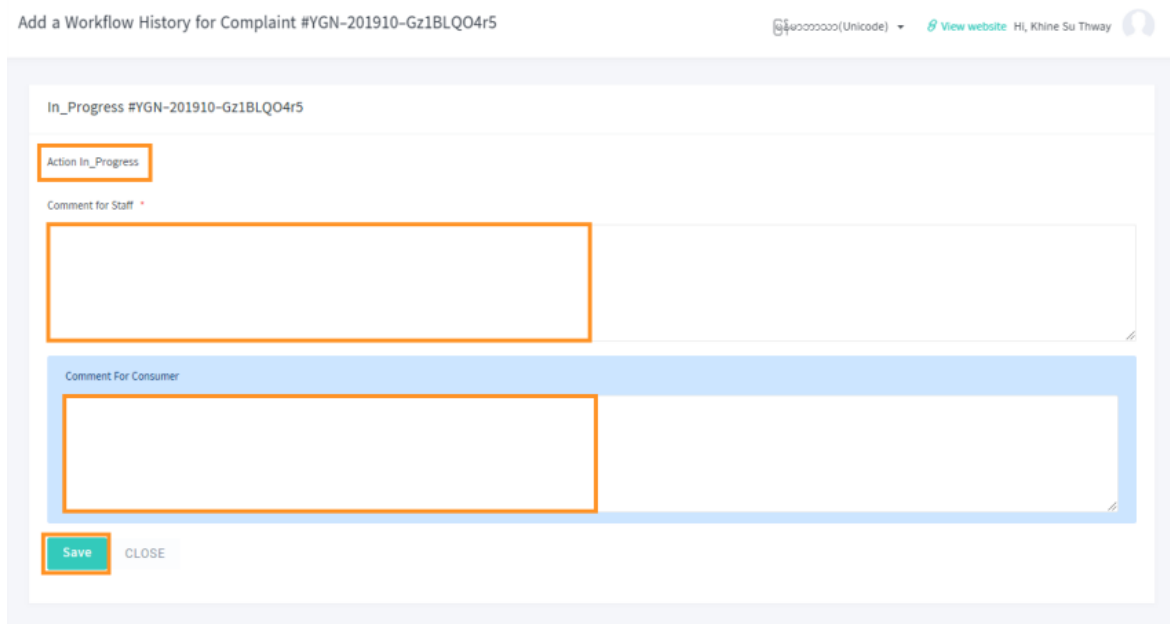 Add a Workflow History for Complaint #YGN-201910-Gz1BLQO4r5
မြန်မာဘာသာ(Unicode) View website Hi, Khine Su Thway
In_Progress #YGN-201910-Gz1BLQO4r5
Action In_Progress
Comment for Staff *
Comment For Consumer
Save CLOSE